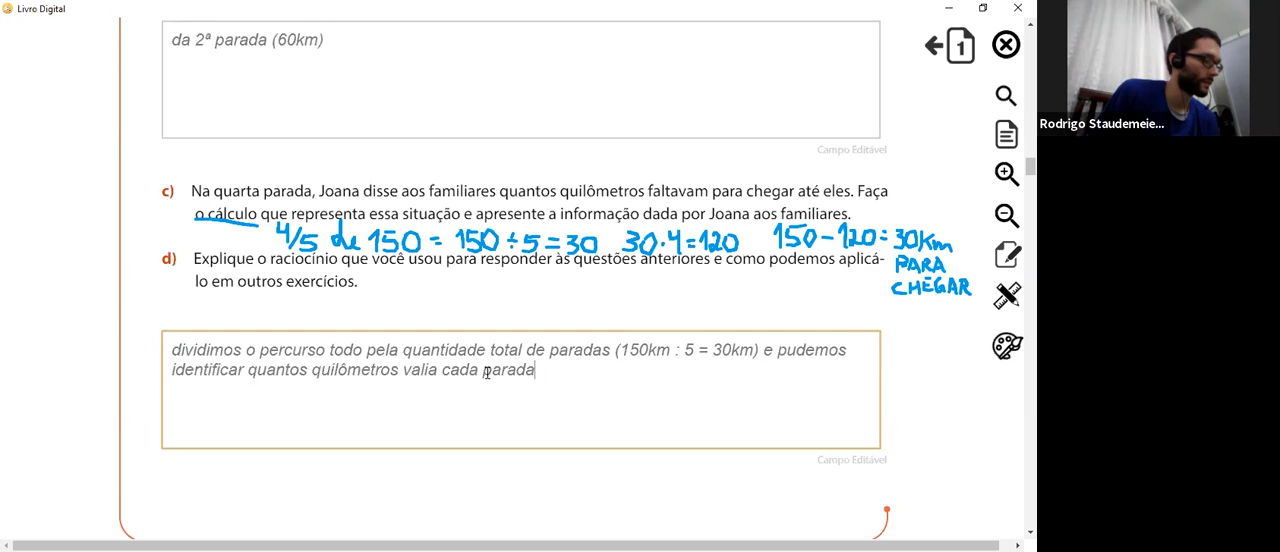 Livro Digital
da 2ª parada (60km)
Campo Editável
c) Na quarta parada, Joana disse aos familiares quantos quilômetros faltavam para chegar até eles. Faça
o cálculo que representa essa situação e apresente a informação dada por Joana aos familiares.
4/5 de 150 = 150 ÷ 5 = 30 30·4=120 150-120=30Km
PARA
CHEGAR
d) Explique o raciocínio que você usou para responder às questões anteriores e como podemos aplicá-
lo em outros exercícios.
dividimos o percurso todo pela quantidade total de paradas (150km : 5 = 30km) e pudemos
identificar quantos quilômetros valia cada parada
Campo Editável
1
Rodrigo Staudemeie...